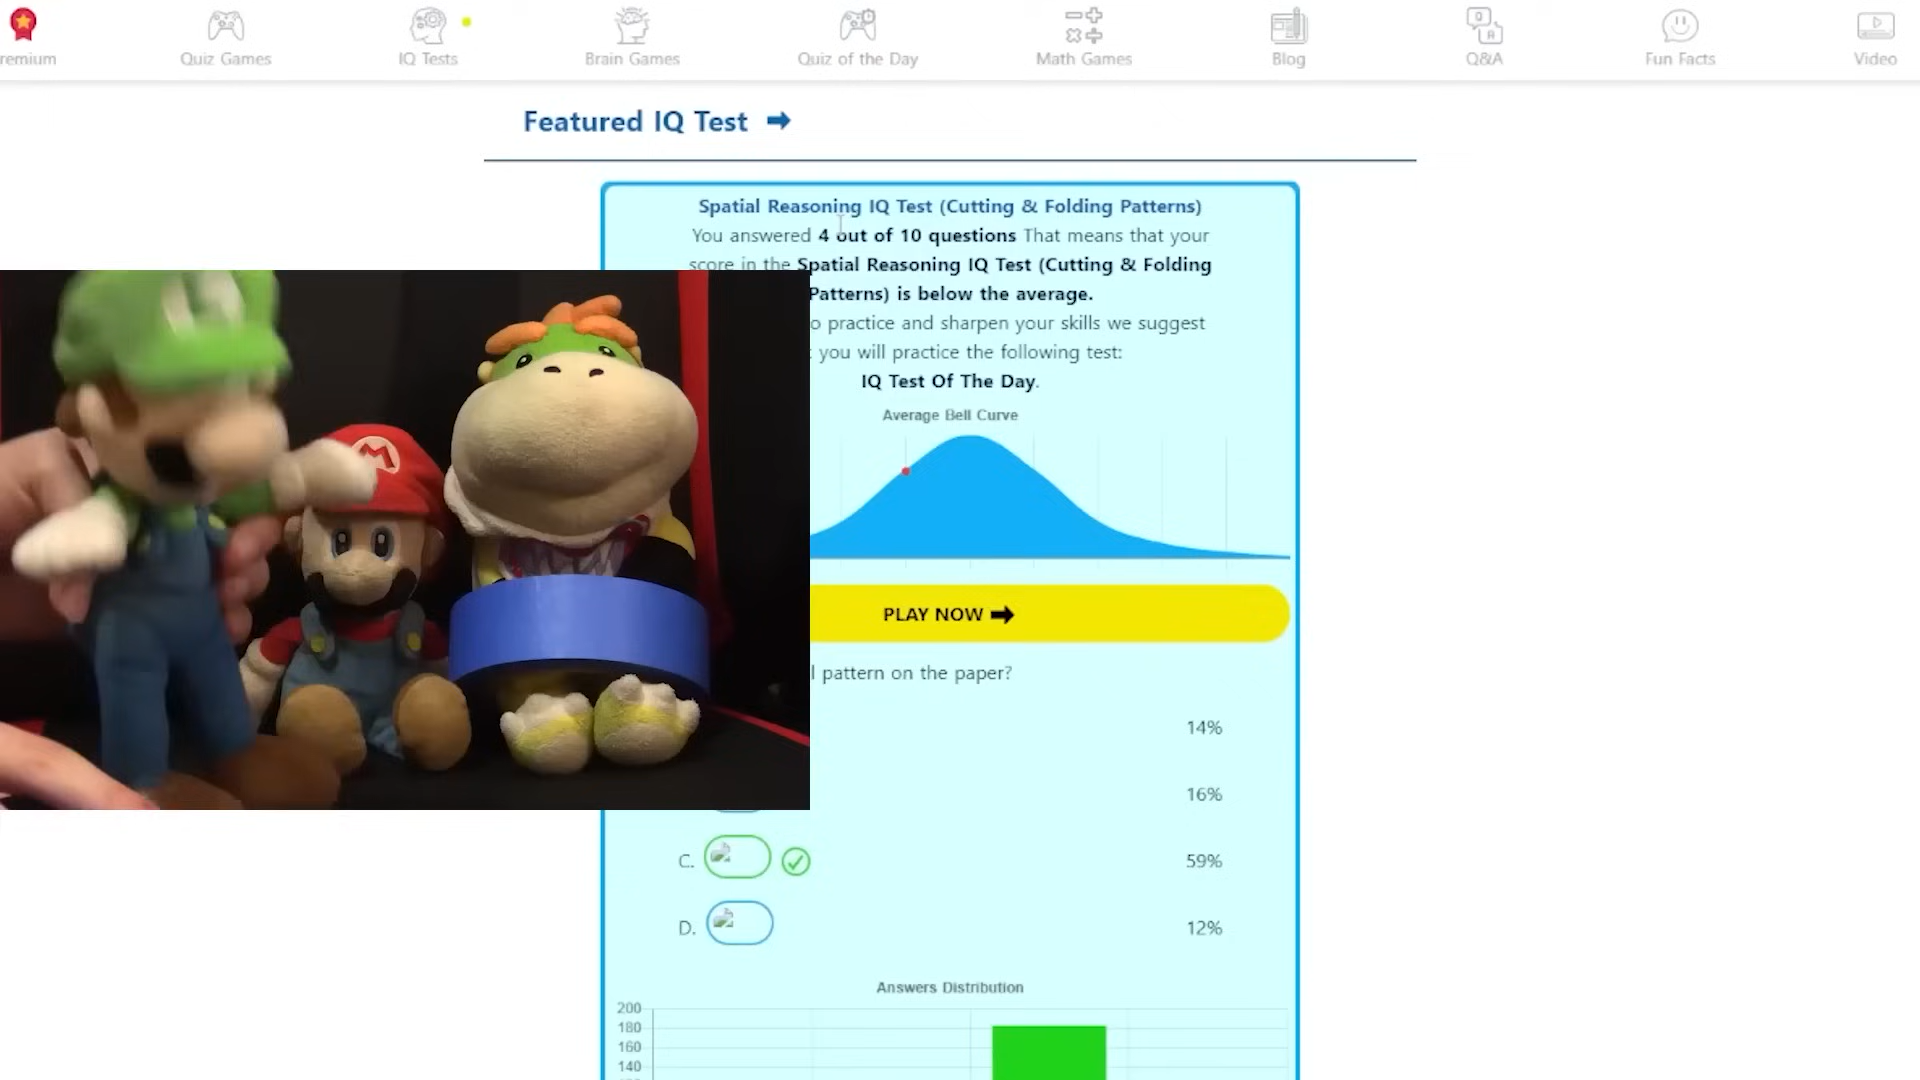 remium
Quiz Games
IQ Tests
Brain Games
Quiz of the Day
Math Games
Blog
Q&A
Fun Facts
Video
Featured IQ Test
Spatial Reasoning IQ Test (Cutting & Folding Patterns)
You answered 4 out of 10 questions That means that your
score in the Spatial Reasoning IQ Test (Cutting & Folding
Patterns) is below the average.
o practice and sharpen your skills we suggest
you will practice the following test:
IQ Test Of The Day.
Average Bell Curve
M
PLAY NOW
l pattern on the paper?
14%
16%
C.
59%
D.
12%
Answers Distribution
200
180
160
140